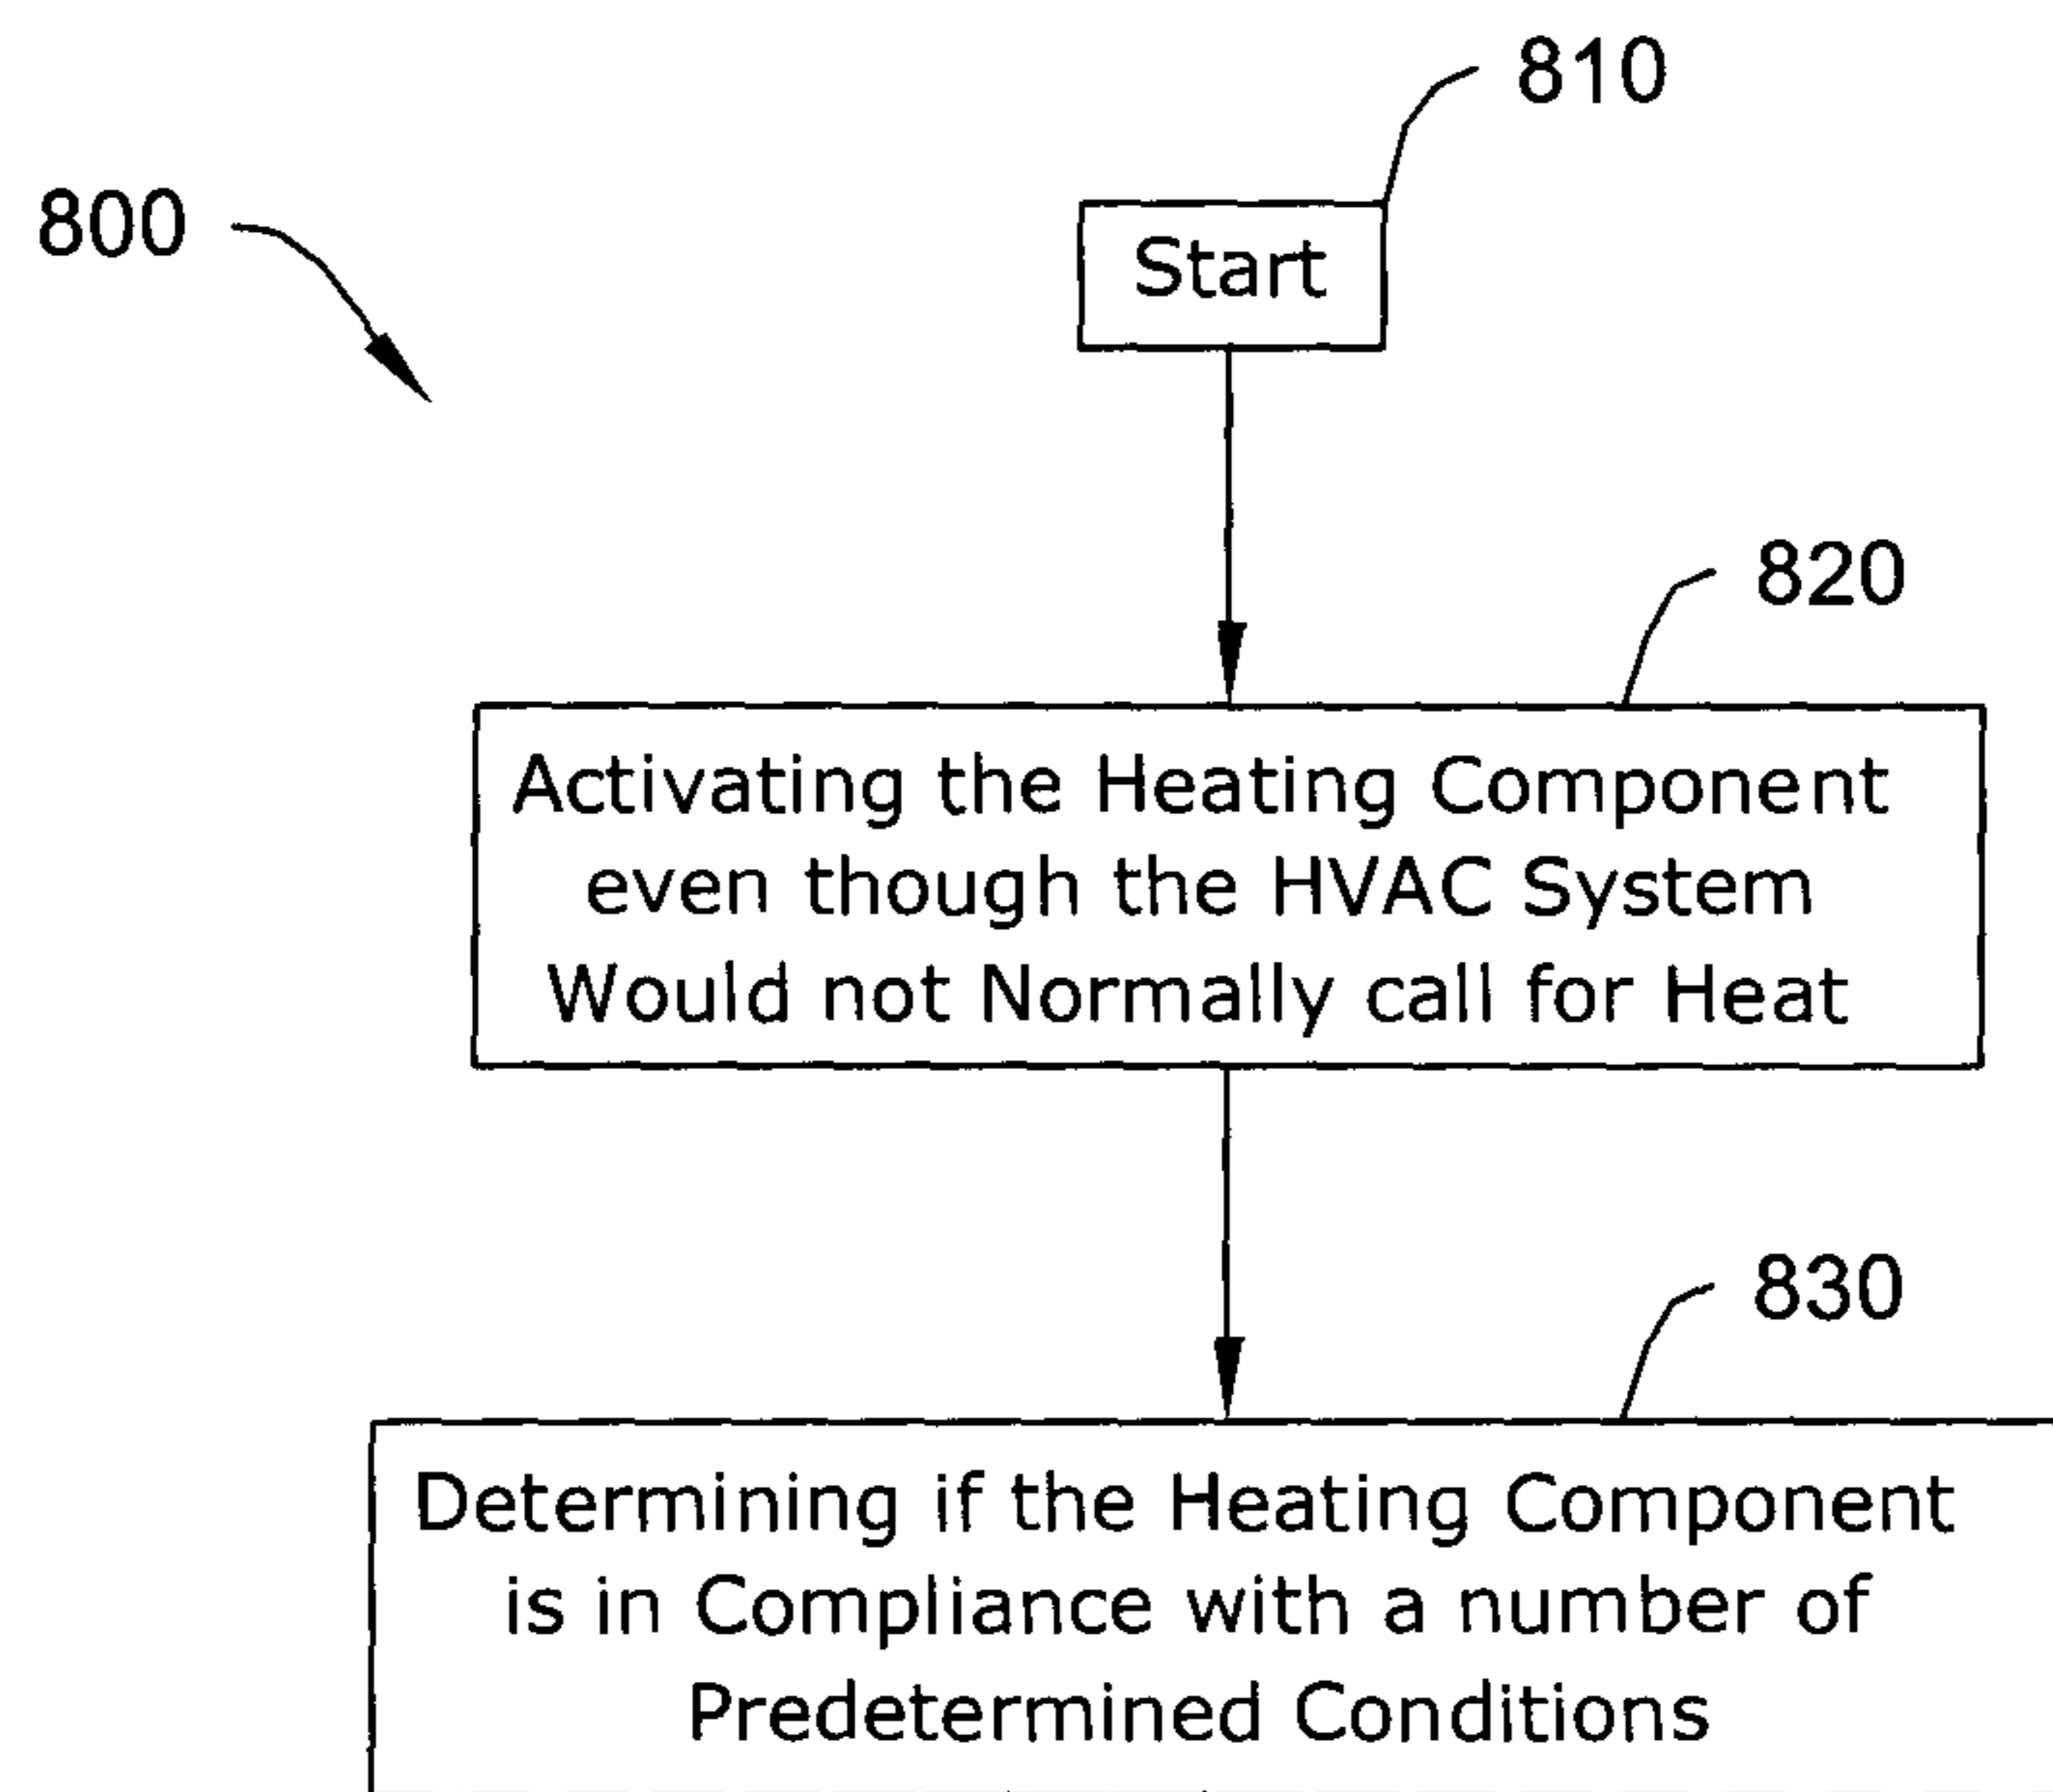 810
800
Start
820
Activating the Heating Component
even though the HVAC System
Would not Normally call for Heat
830
Determining if the Heating Component
is in Compliance with a number of
Predetermined Conditions